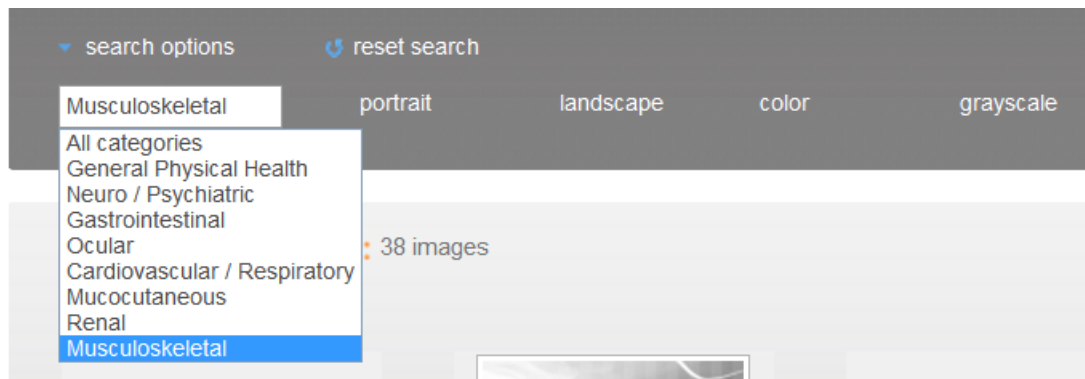 search options
reset search
Musculoskeletal
portrait
landscape
color
grayscale
All categories
General Physical Health
Neuro / Psychiatric
Gastrointestinal
Ocular
Cardiovascular / Respiratory
Mucocutaneous
Renal
Musculoskeletal
: 38 images